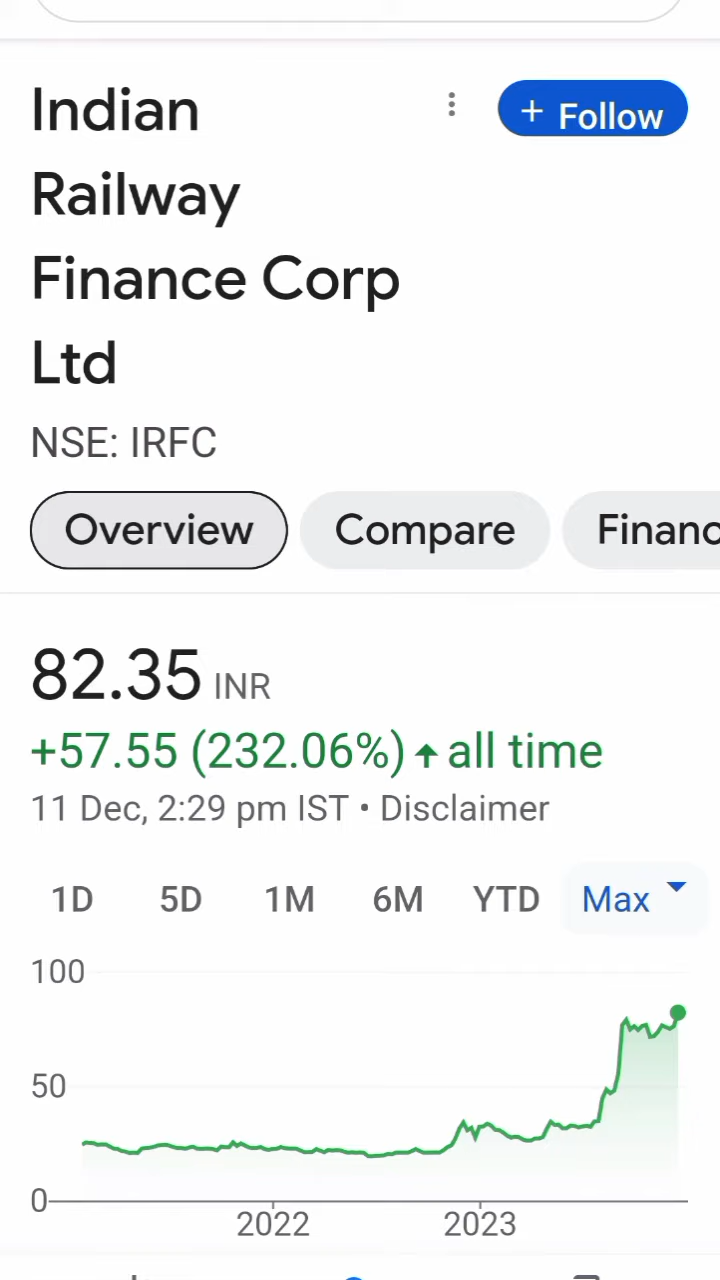 Indian
Railway
Finance Corp
Ltd
+ Follow
NSE: IRFC
Overview
Compare
Financ
82.35 INR
+57.55 (232.06%) ↑ all time
11 Dec, 2:29 pm IST • Disclaimer
1D 5D 1M 6M YTD Max
100
50
0
2022 2023